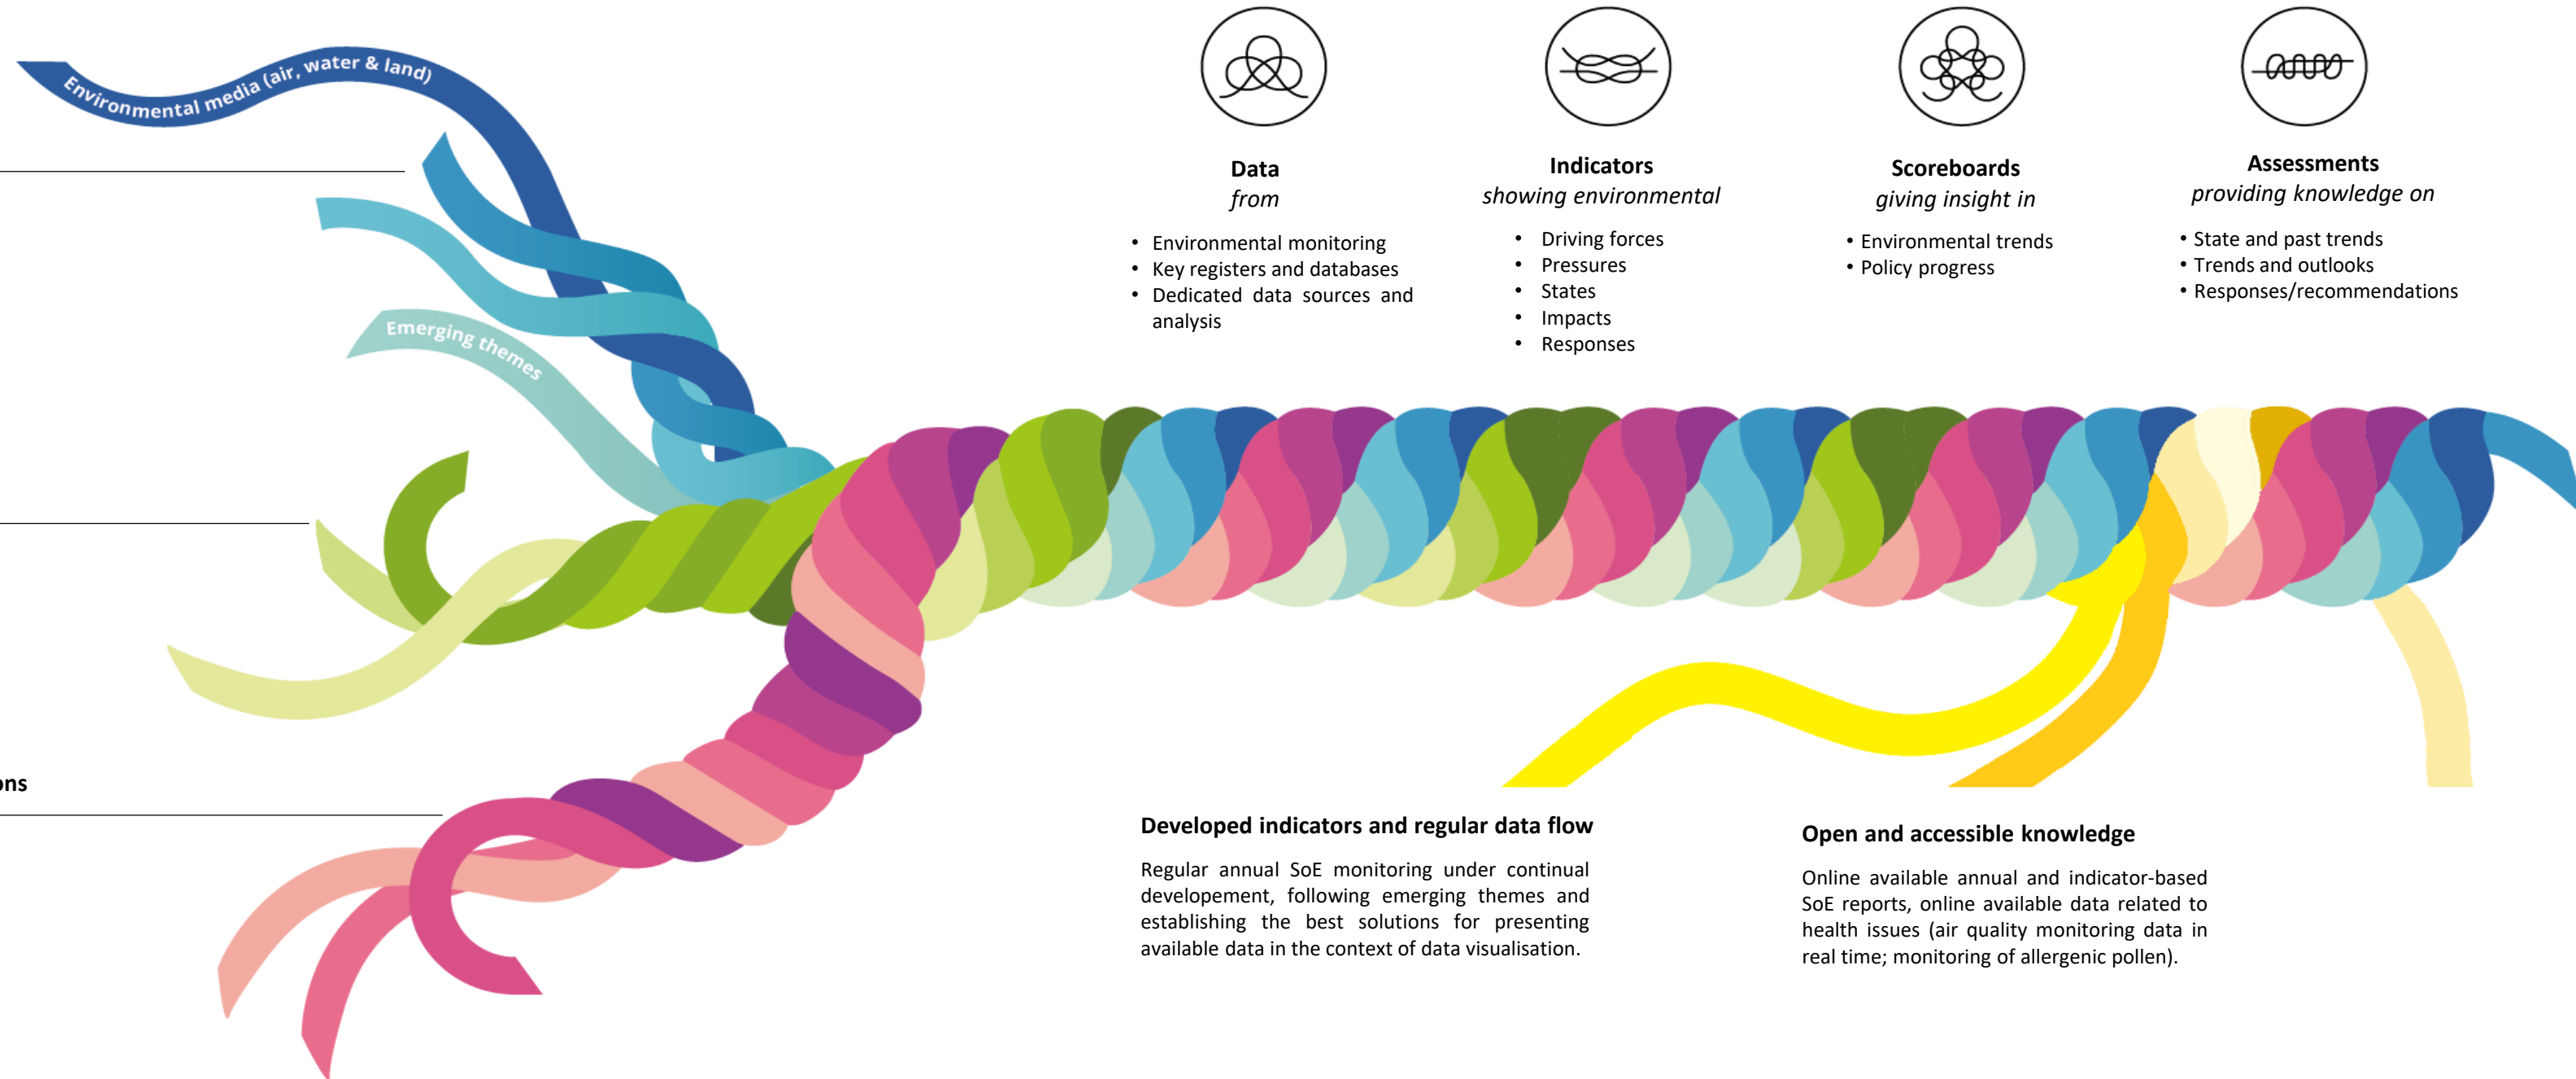 Environmental media (air, water & land)
Emerging themes
ons
Data
from
• Environmental monitoring
• Key registers and databases
• Dedicated data sources and
analysis
Indicators
showing environmental
• Driving forces
• Pressures
• States
• Impacts
• Responses
Scoreboards
giving insight in
• Environmental trends
• Policy progress
Assessments
providing knowledge on
• State and past trends
• Trends and outlooks
• Responses/recommendations
Developed indicators and regular data flow
Regular annual SoE monitoring under continual
developement, following emerging themes and
establishing the best solutions for presenting
available data in the context of data visualisation.
Open and accessible knowledge
Online available annual and indicator-based
SoE reports, online available data related to
health issues (air quality monitoring data in
real time; monitoring of allergenic pollen).